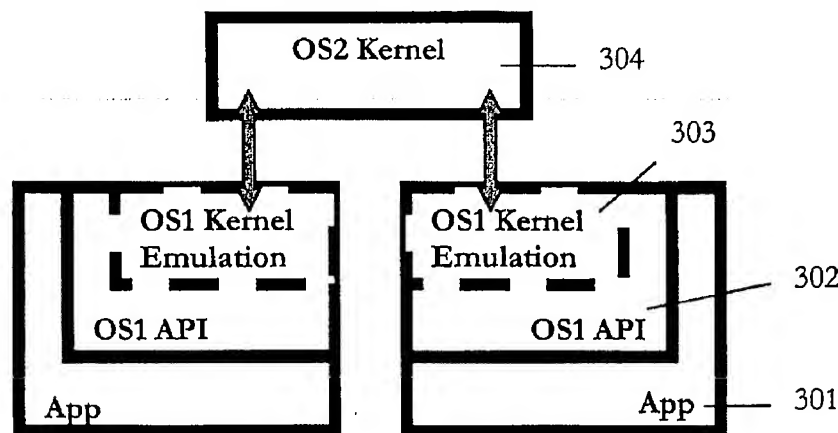 OS2 Kernel
304
303
OS1 Kernel
Emulation
OS1 Kernel
Emulation
302
OS1 API
OS1 API
App
App
301